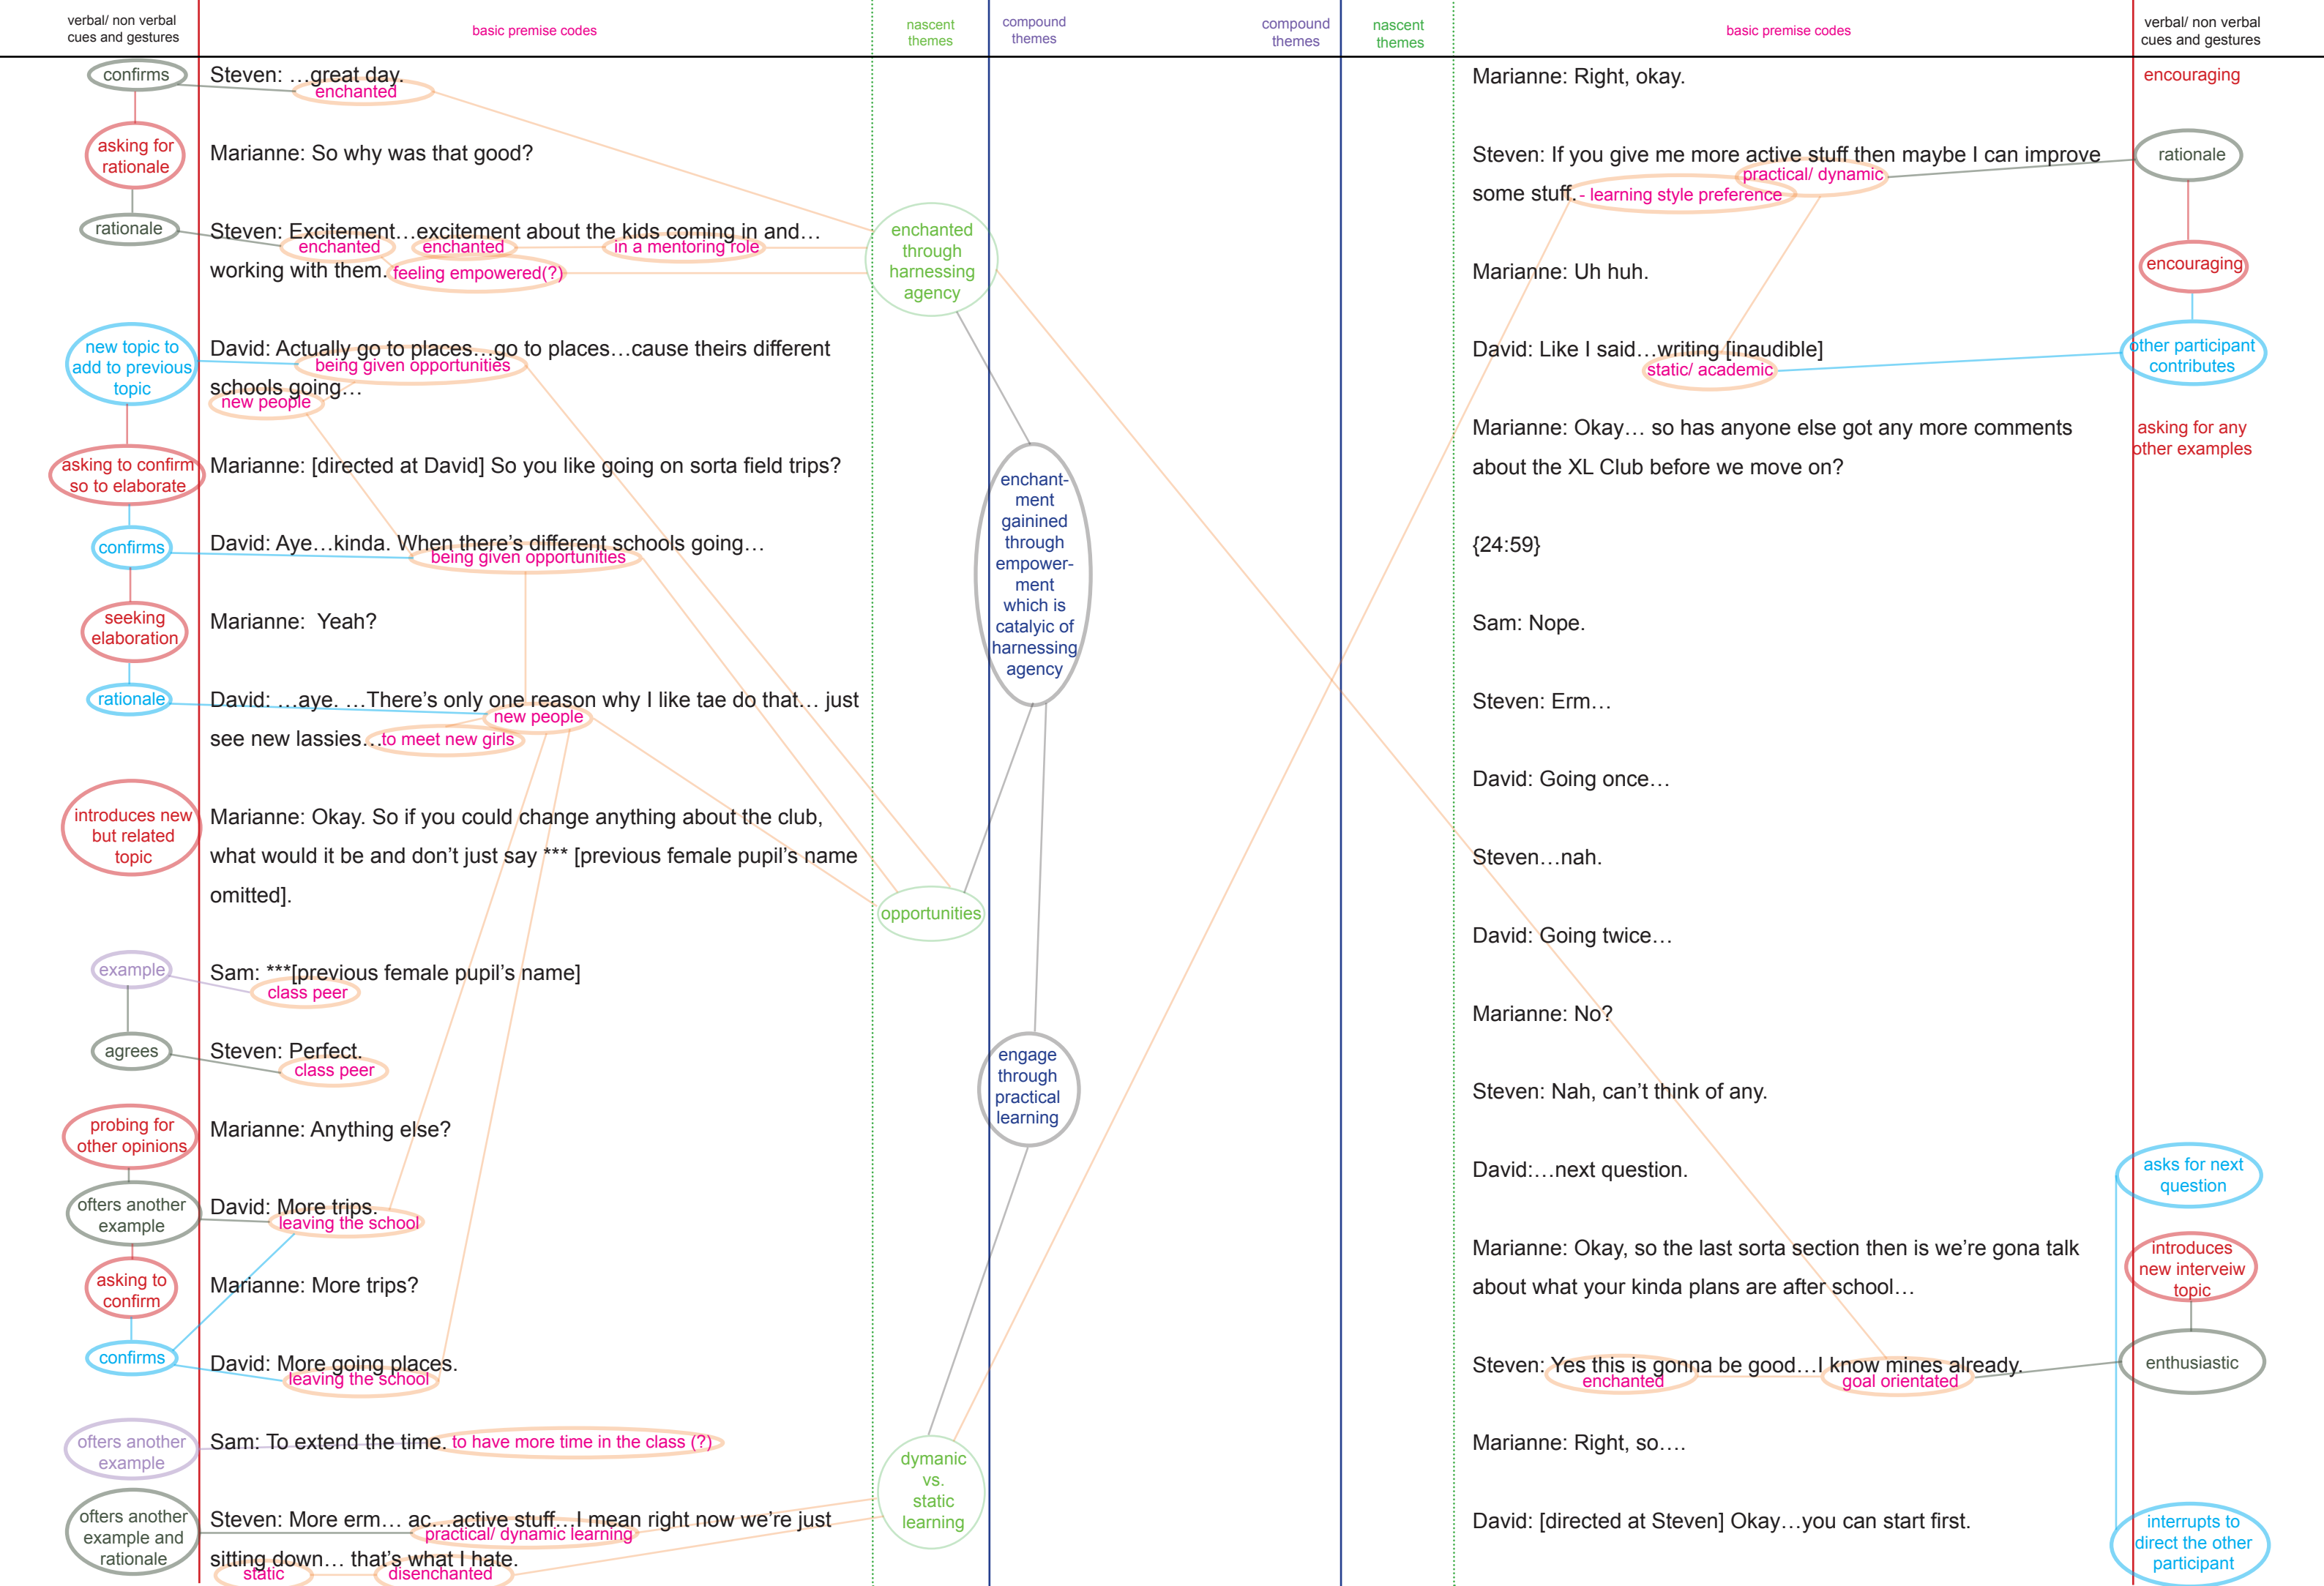 verbal/ non verbal
cues and gestures
basic premise codes
nascent
themes
compound
themes
compound
themes
nascent
themes
basic premise codes
verbal/ non verbal
cues and gestures
confirms
Steven: …great day.
enchanted
asking for
rationale
Marianne: So why was that good?
rationale
Steven: Excitement…excitement about the kids coming in and…
enchanted
enchanted
in a mentoring role
working with them.
feeling empowered(?)
new topic to
add to previous
topic
David: Actually go to places…go to places…cause theirs different
being given opportunities
schools going…
new people
asking to confirm
so to elaborate
Marianne: [directed at David] So you like going on sorta field trips?
confirms
David: Aye…kinda. When there’s different schools going…
being given opportunities
seeking
elaboration
Marianne:  Yeah?
rationale
David: …aye. …There’s only one reason why I like tae do that… just
new people
see new lassies…
to meet new girls
introduces new
but related
topic
Marianne: Okay. So if you could change anything about the club,
what would it be and don’t just say *** [previous female pupil’s name
omitted].
example
Sam: ***[previous female pupil’s name]
class peer
agrees
Steven: Perfect.
class peer
probing for
other opinions
Marianne: Anything else?
ofters another
example
David: More trips.
leaving the school
asking to
confirm
Marianne: More trips?
confirms
David: More going places.
leaving the school
ofters another
example
Sam: To extend the time.
to have more time in the class (?)
ofters another
example and
rationale
Steven: More erm… ac…active stuff…I mean right now we’re just
practical/ dynamic learning
sitting down… that’s what I hate.
static
disenchanted
enchanted
through
harnessing
agency
opportunities
dymanic
vs.
static
learning
enchant-
ment
gainined
through
empower-
ment
which is
catalyic of
harnessing
agency
engage
through
practical
learning
Marianne: Right, okay.
encouraging
Steven: If you give me more active stuff then maybe I can improve
practical/ dynamic
some stuff.
- learning style preference
rationale
Marianne: Uh huh.
encouraging
David: Like I said…writing [inaudible]
static/ academic
other participant
contributes
Marianne: Okay… so has anyone else got any more comments
about the XL Club before we move on?
asking for any
other examples
{24:59}
Sam: Nope.
Steven: Erm…
David: Going once…
Steven…nah.
David: Going twice…
Marianne: No?
Steven: Nah, can’t think of any.
David:…next question.
asks for next
question
Marianne: Okay, so the last sorta section then is we’re gona talk
about what your kinda plans are after school…
introduces
new interveiw
topic
Steven: Yes this is gonna be good…I know mines already.
enchanted
goal orientated
enthusiastic
Marianne: Right, so….
David: [directed at Steven] Okay…you can start first.
interrupts to
direct the other
participant